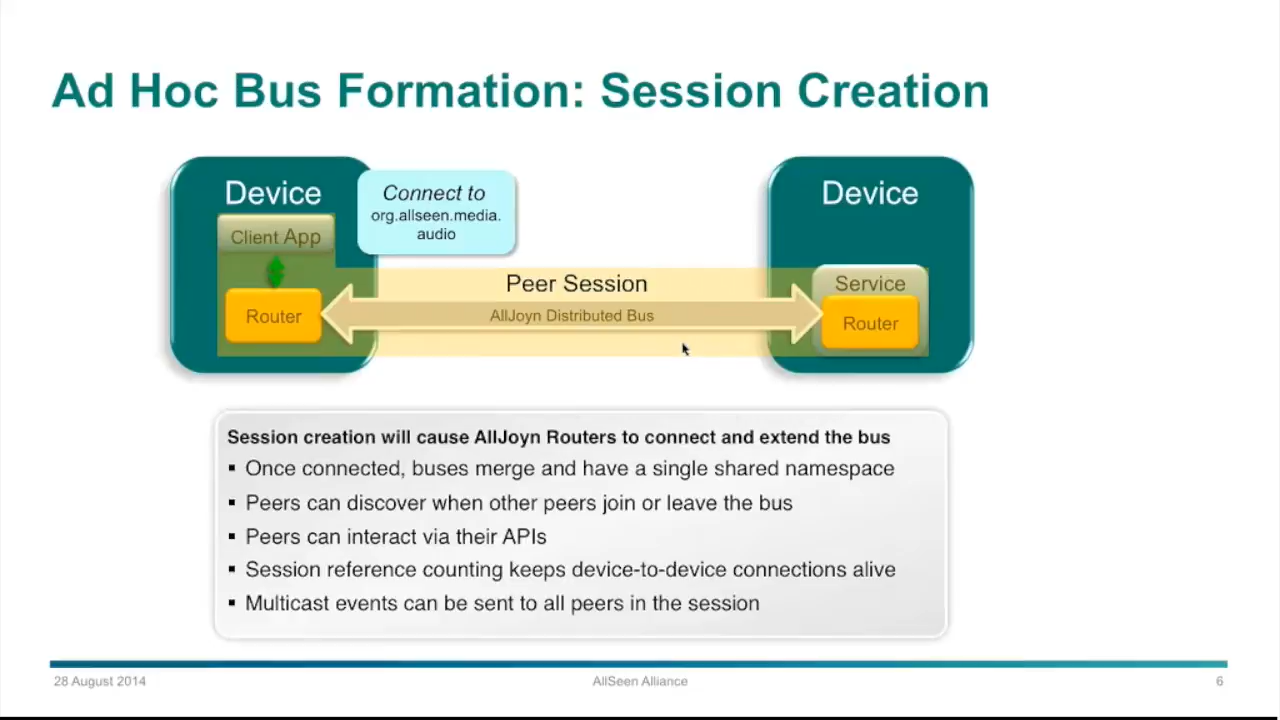 Ad Hoc Bus Formation: Session Creation
Device
Client App
Router
Connect to
org.allseen.media.
audio
Peer Session
AllJoyn Distributed Bus
Device
Service
Router
Session creation will cause AllJoyn Routers to connect and extend the bus
▪ Once connected, buses merge and have a single shared namespace
▪ Peers can discover when other peers join or leave the bus
▪ Peers can interact via their APIs
▪ Session reference counting keeps device-to-device connections alive
▪ Multicast events can be sent to all peers in the session
28 August 2014
AllSeen Alliance
6